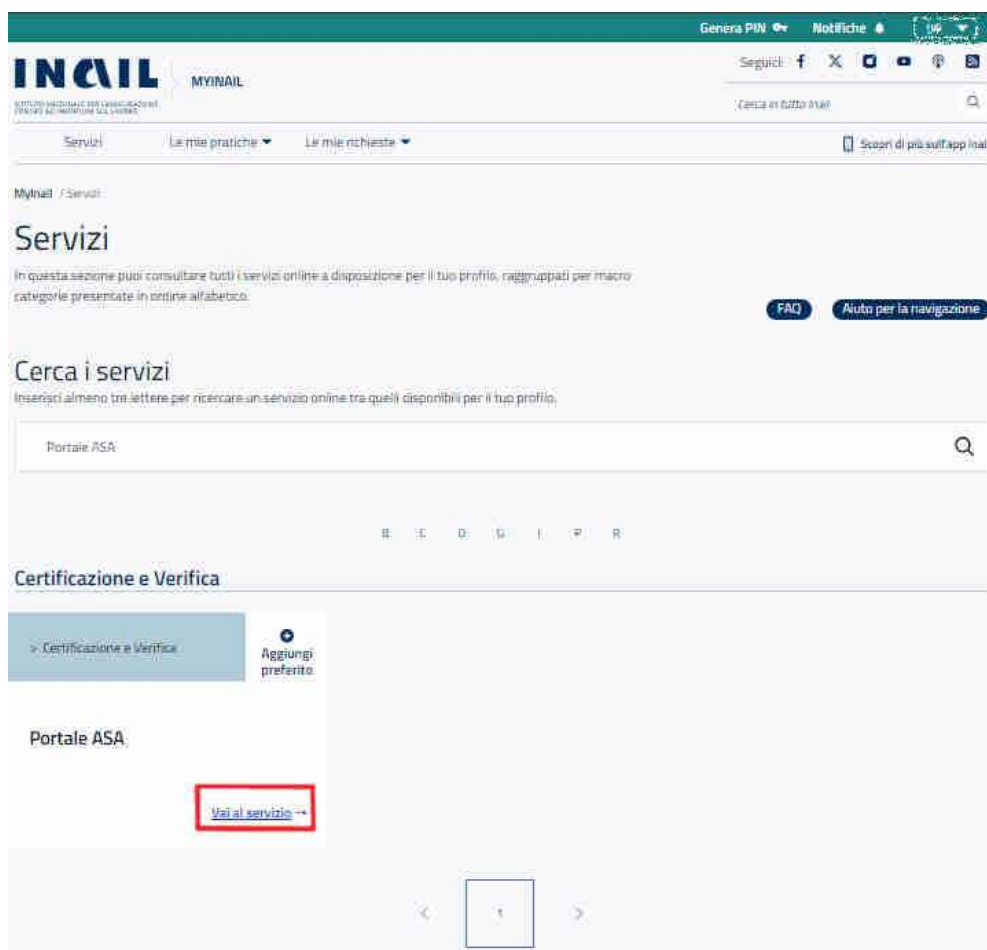 Genera PIN Notifiche
INAIL MYINAIL
Seguici
Cerca in tutto Inail
Servizi Le mie pratiche Le mie richieste Scopri di più sull'app Inail
MyInail / Servizi
Servizi
In questa sezione puoi consultare tutti i servizi online a disposizione per il tuo profilo, raggruppati per macro
categorie presentate in ordine alfabetico.
FAQ Aiuto per la navigazione
Cerca i servizi
Inserisci almeno tre lettere per ricercare un servizio online tra quelli disponibili per il tuo profilo.
Portale ASA
C D G I P R
Certificazione e Verifica
> Certificazione e Verifica
Aggiungi
preferito
Portale ASA
Vai al servizio →
< 1 >